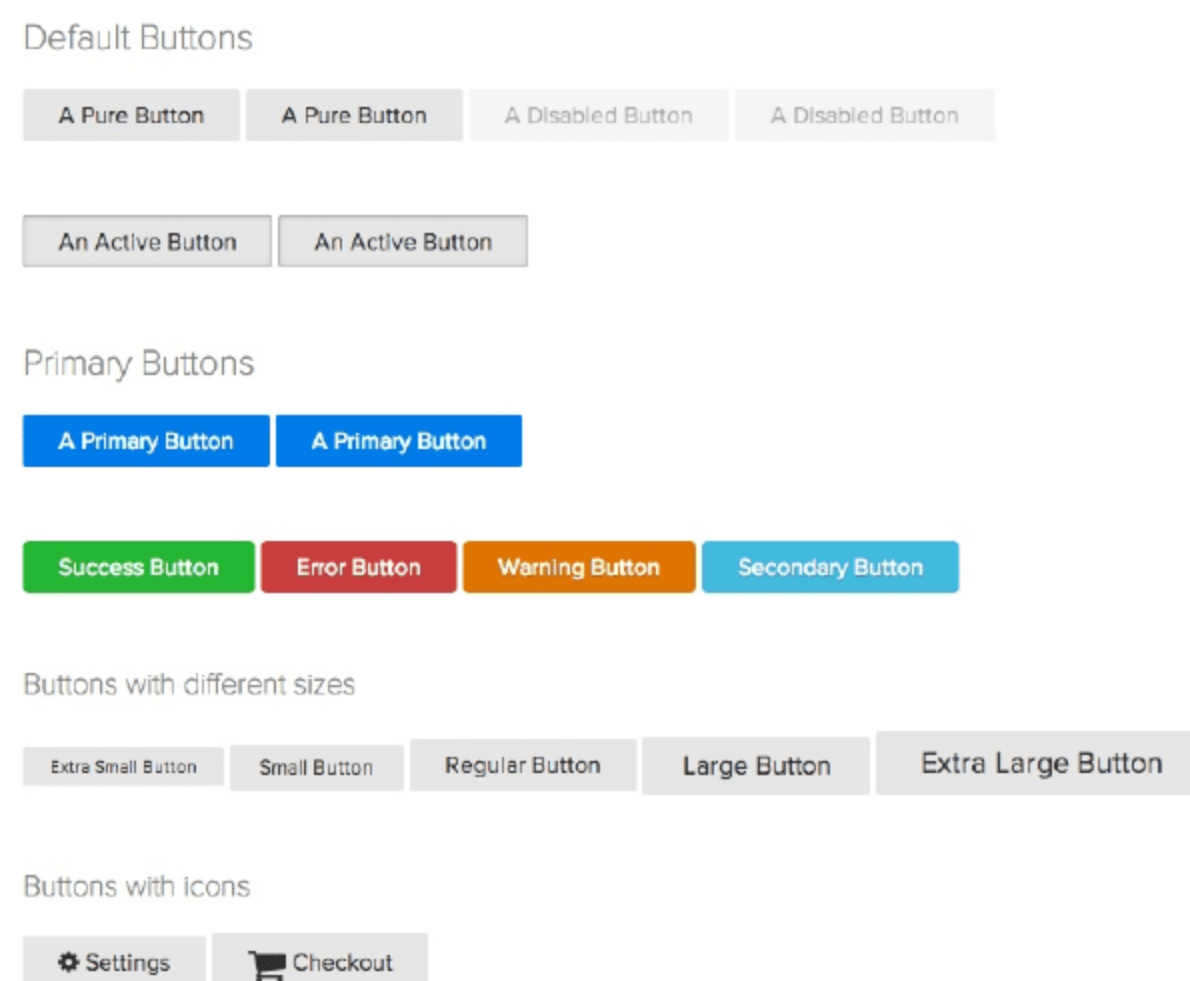 Default Buttons
A Pure Button A Pure Button A Disabled Button A Disabled Button
An Active Button An Active Button
Primary Buttons
A Primary Button A Primary Button
Success Button Error Button Warning Button Secondary Button
Buttons with different sizes
Extra Small Button Small Button Regular Button Large Button Extra Large Button
Buttons with icons
Settings Checkout